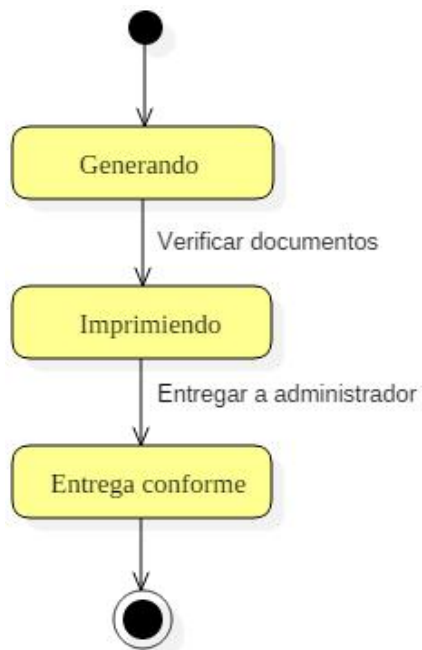 Generando
Verificar documentos
Imprimiendo
Entregar a administrador
Entrega conforme